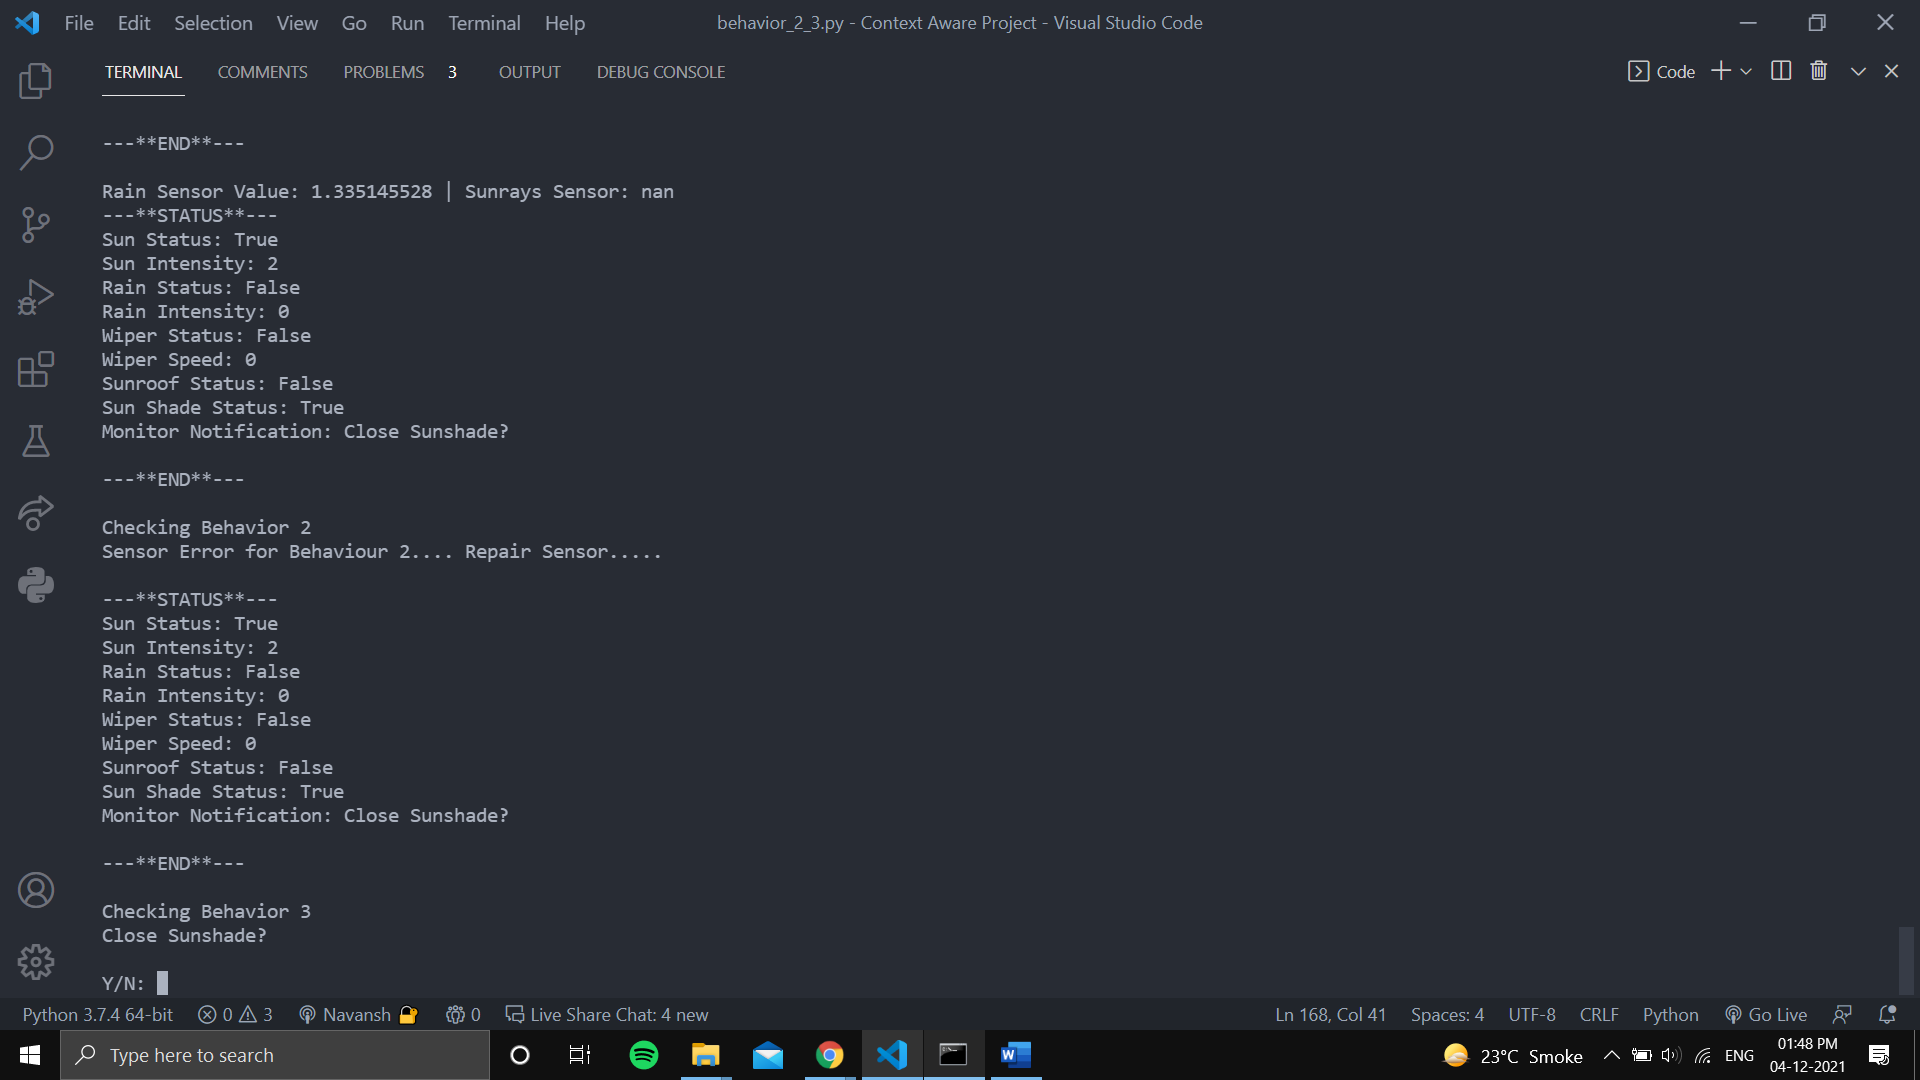 File Edit Selection View Go Run Terminal Help behavior_2_3.py - Context Aware Project - Visual Studio Code
TERMINAL COMMENTS PROBLEMS 3 OUTPUT DEBUG CONSOLE Code
---**END**---
Rain Sensor Value: 1.335145528 | Sunrays Sensor: nan
---**STATUS**---
Sun Status: True
Sun Intensity: 2
Rain Status: False
Rain Intensity: 0
Wiper Status: False
Wiper Speed: 0
Sunroof Status: False
Sun Shade Status: True
Monitor Notification: Close Sunshade?
---**END**---
Checking Behavior 2
Sensor Error for Behaviour 2.... Repair Sensor.....
---**STATUS**---
Sun Status: True
Sun Intensity: 2
Rain Status: False
Rain Intensity: 0
Wiper Status: False
Wiper Speed: 0
Sunroof Status: False
Sun Shade Status: True
Monitor Notification: Close Sunshade?
---**END**---
Checking Behavior 3
Close Sunshade?
Y/N:
Python 3.7.4 64-bit 0 3 Navansh 0 Live Share Chat: 4 new Ln 168, Col 41 Spaces: 4 UTF-8 CRLF Python Go Live
Type here to search 23°C Smoke ENG 01:48 PM
04-12-2021